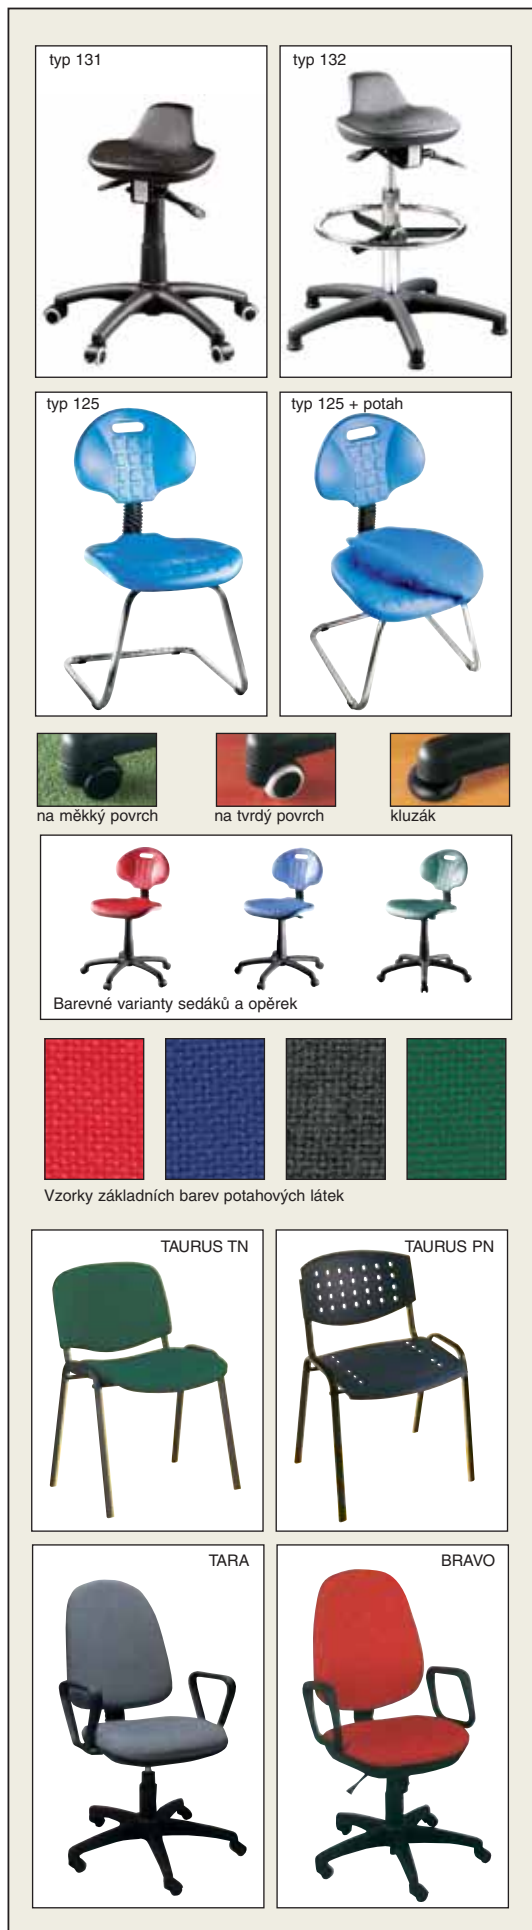 typ 131
typ 132
typ 125
typ 125 + potah
na měkký povrch
na tvrdý povrch
kluzák
Barevné varianty sedáků a opěrek
Vzorky základních barev potahových látek
TAURUS TN
TAURUS PN
TARA
BRAVO